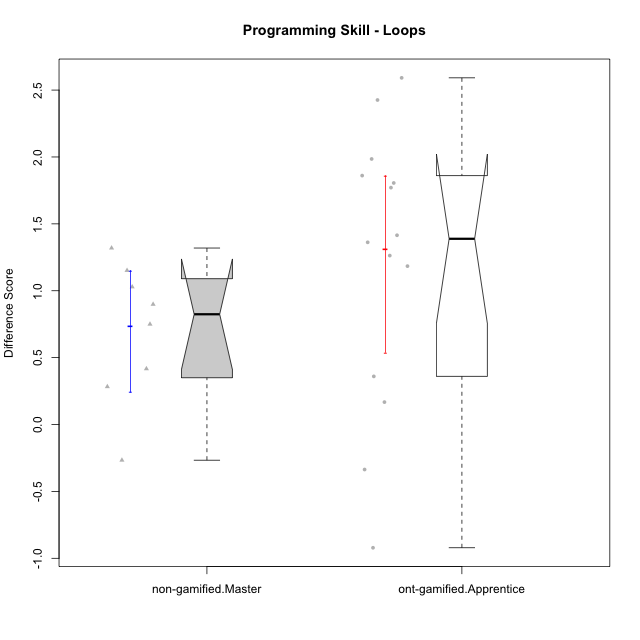 Programming Skill - Loops
Difference Score
2.5
2.0
1.5
1.0
0.5
0.0
-0.5
-1.0
non-gamified.Master
ont-gamified.Apprentice